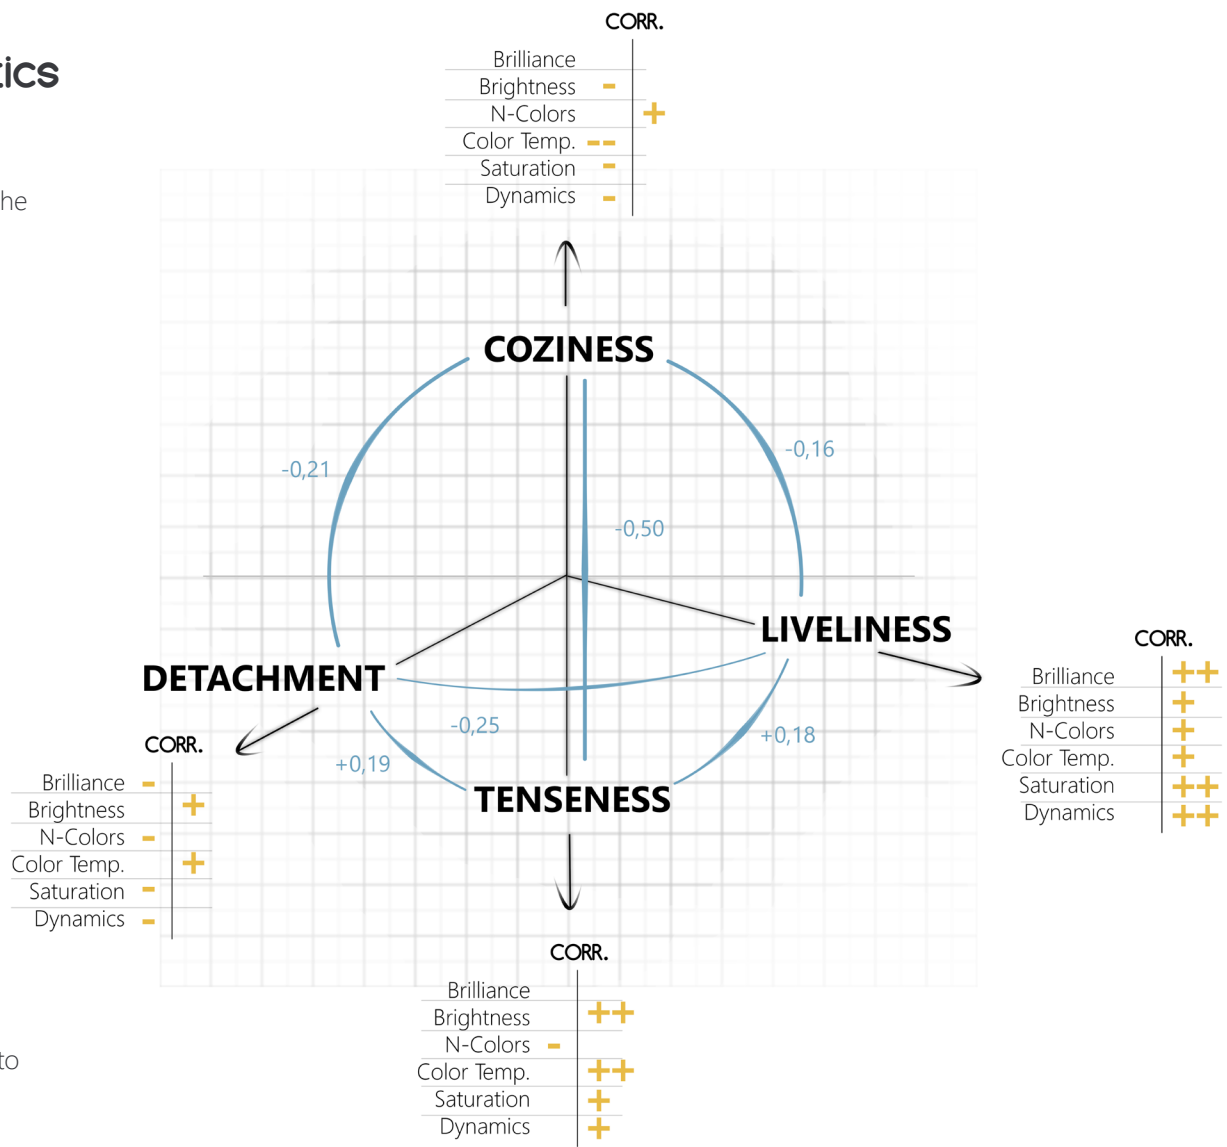 CORR.
Brilliance
Brightness -
N-Colors +
Color Temp. --
Saturation -
Dynamics -
tics
he
COZINESS
-0,21
-0,16
-0,50
LIVELINESS
DETACHMENT
-0,25
+0,19
+0,18
TENSENESS
CORR.
Brilliance ++
Brightness +
N-Colors +
Color Temp. +
Saturation ++
Dynamics ++
CORR.
Brilliance -
Brightness +
N-Colors -
Color Temp. +
Saturation -
Dynamics -
CORR.
Brilliance
Brightness ++
N-Colors -
Color Temp. ++
Saturation +
Dynamics +
to